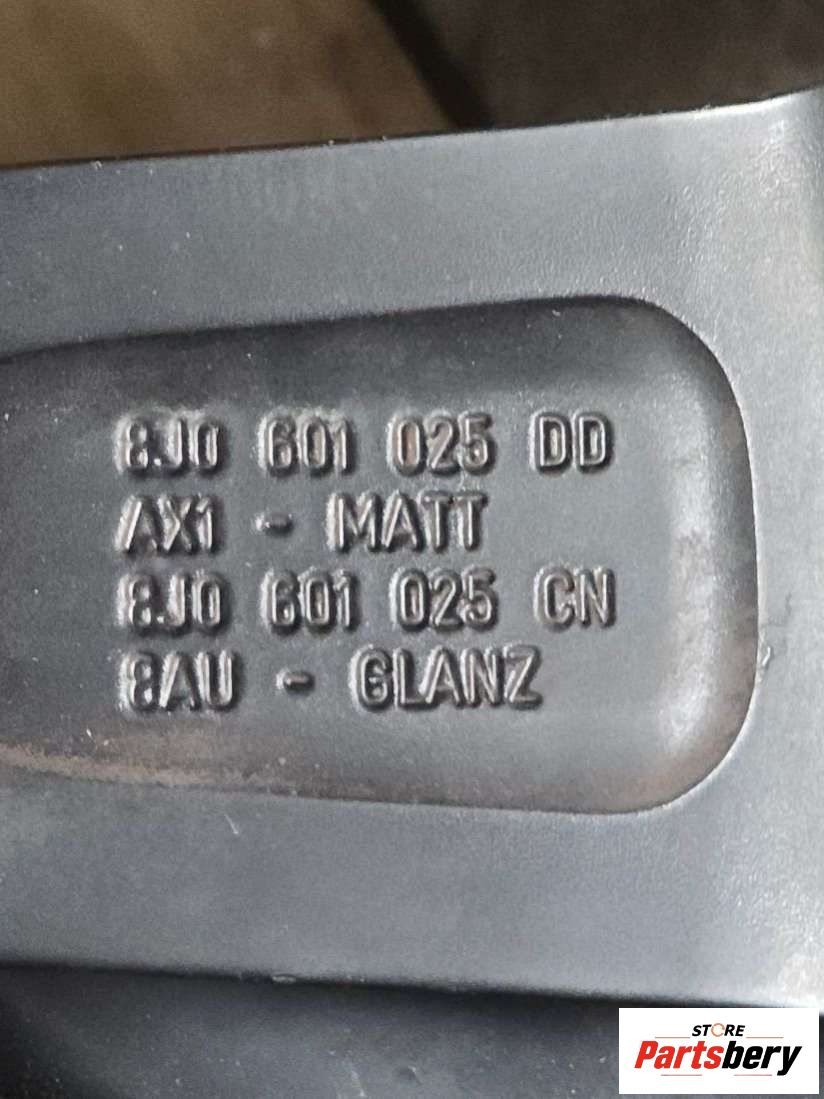 8J0 601 025 DD
AX1 - MATT
8J0 601 025 CN
8AU - GLANZ
STORE
Partsbery